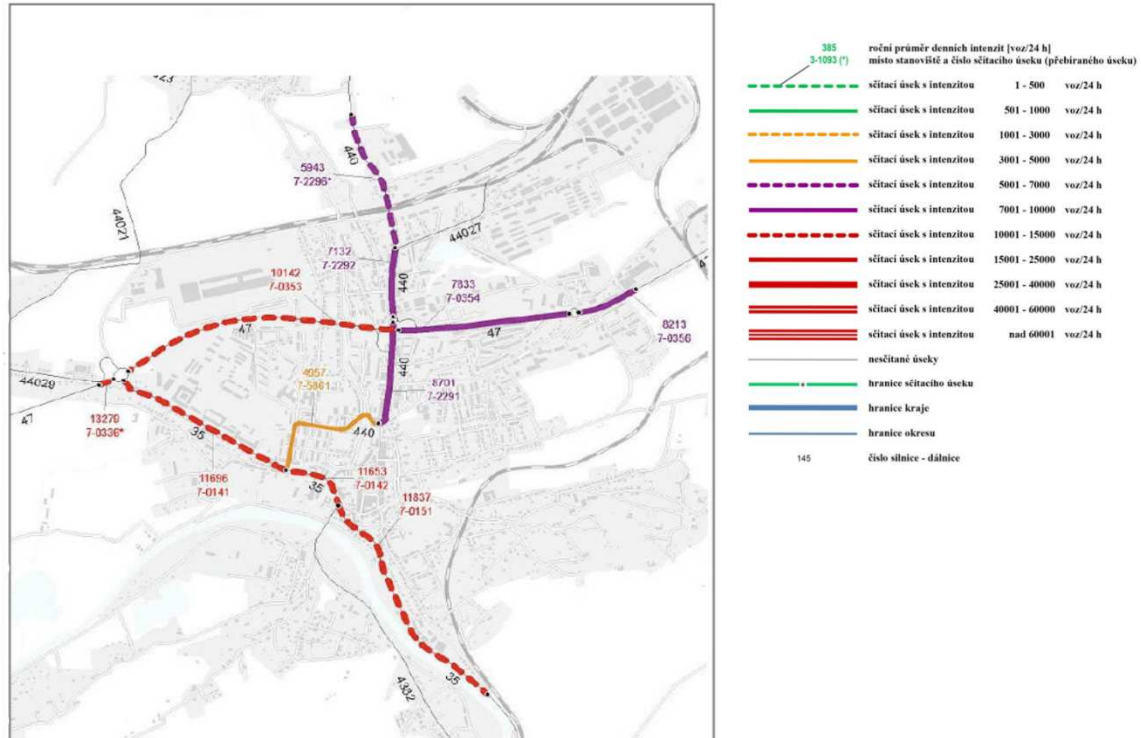 440
5943
7-2296*
44021
44027
7132
7-2292
10142
7-0353
440
7833
7-0354
47
47
8213
7-0356
440
44029
4957
7-5861
8701
7-2291
47
13279
7-0336*
35
440
11696
7-0141
35
11653
7-0142
11837
7-0151
4382
35
385 roční průměr denních intenzit [voz/24 h]
3-1093 (*) místo stanoviště a číslo sčítacího úseku (přebíraného úseku)
sčítací úsek s intenzitou 1 - 500 voz/24 h
sčítací úsek s intenzitou 501 - 1000 voz/24 h
sčítací úsek s intenzitou 1001 - 3000 voz/24 h
sčítací úsek s intenzitou 3001 - 5000 voz/24 h
sčítací úsek s intenzitou 5001 - 7000 voz/24 h
sčítací úsek s intenzitou 7001 - 10000 voz/24 h
sčítací úsek s intenzitou 10001 - 15000 voz/24 h
sčítací úsek s intenzitou 15001 - 25000 voz/24 h
sčítací úsek s intenzitou 25001 - 40000 voz/24 h
sčítací úsek s intenzitou 40001 - 60000 voz/24 h
sčítací úsek s intenzitou nad 60001 voz/24 h
nesčítané úseky
hranice sčítacího úseku
hranice kraje
hranice okresu
145 číslo silnice - dálnice